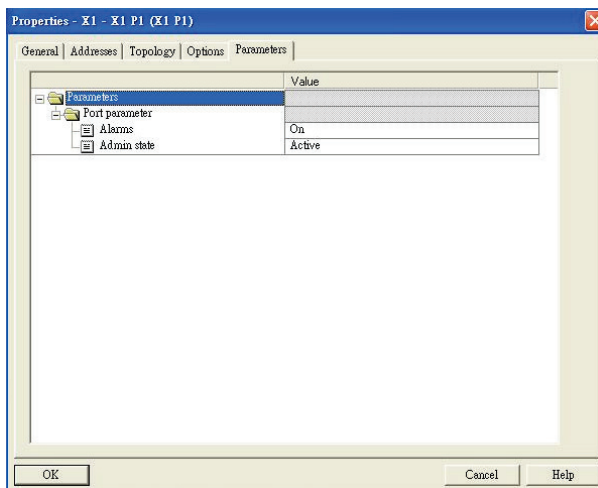 Properties - X1 - X1 P1 (X1 P1)
General Addresses Topology Options Parameters
Value
Parameters
Port parameter
Alarms On
Admin state Active
OK Cancel Help